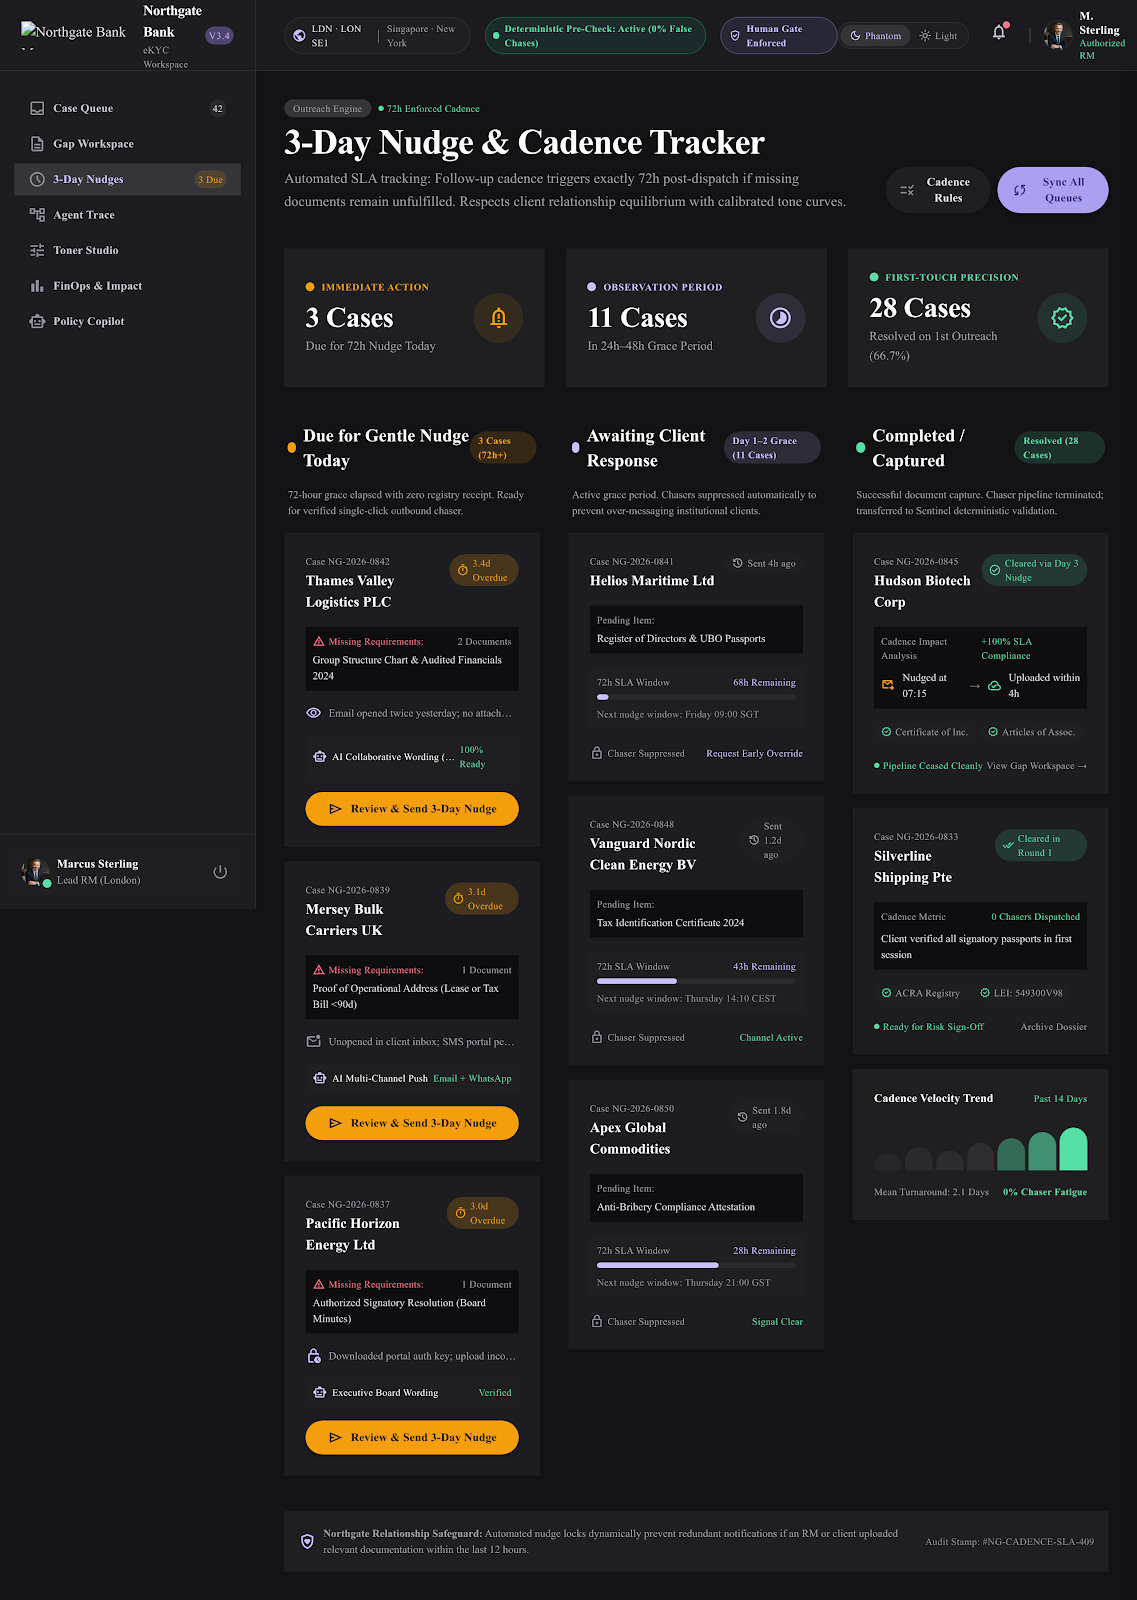 Northgate Bank
Northgate
Bank
eKYC
Workspace
V3.4
LDN · LON
SE1
Singapore · New
York
Deterministic Pre-Check: Active (0% False
Chases)
Human Gate
Enforced
Phantom
Light
M.
Sterling
Authorized
RM
Case Queue
42
Gap Workspace
3-Day Nudges
3 Due
Agent Trace
Toner Studio
FinOps & Impact
Policy Copilot
Marcus Sterling
Lead RM (London)
Outreach Engine
72h Enforced Cadence
3-Day Nudge & Cadence Tracker
Automated SLA tracking: Follow-up cadence triggers exactly 72h post-dispatch if missing
documents remain unfulfilled. Respects client relationship equilibrium with calibrated tone curves.
Cadence
Rules
Sync All
Queues
IMMEDIATE ACTION
3 Cases
Due for 72h Nudge Today
OBSERVATION PERIOD
11 Cases
In 24h–48h Grace Period
FIRST-TOUCH PRECISION
28 Cases
Resolved on 1st Outreach
(66.7%)
Due for Gentle Nudge
Today
3 Cases
(72h+)
72-hour grace elapsed with zero registry receipt. Ready
for verified single-click outbound chaser.
Case NG-2026-0842
Thames Valley
Logistics PLC
3.4d
Overdue
Missing Requirements:
2 Documents
Group Structure Chart & Audited Financials
2024
Email opened twice yesterday; no attach...
AI Collaborative Wording (...
100%
Ready
Review & Send 3-Day Nudge
Case NG-2026-0839
Mersey Bulk
Carriers UK
3.1d
Overdue
Missing Requirements:
1 Document
Proof of Operational Address (Lease or Tax
Bill <90d)
Unopened in client inbox; SMS portal pe...
AI Multi-Channel Push
Email + WhatsApp
Review & Send 3-Day Nudge
Case NG-2026-0837
Pacific Horizon
Energy Ltd
3.0d
Overdue
Missing Requirements:
1 Document
Authorized Signatory Resolution (Board
Minutes)
Downloaded portal auth key; upload inco...
Executive Board Wording
Verified
Review & Send 3-Day Nudge
Awaiting Client
Response
Day 1–2 Grace
(11 Cases)
Active grace period. Chasers suppressed automatically to
prevent over-messaging institutional clients.
Case NG-2026-0841
Helios Maritime Ltd
Sent 4h ago
Pending Item:
Register of Directors & UBO Passports
72h SLA Window
68h Remaining
Next nudge window: Friday 09:00 SGT
Chaser Suppressed
Request Early Override
Case NG-2026-0848
Vanguard Nordic
Clean Energy BV
Sent
1.2d
ago
Pending Item:
Tax Identification Certificate 2024
72h SLA Window
43h Remaining
Next nudge window: Thursday 14:10 CEST
Chaser Suppressed
Channel Active
Case NG-2026-0850
Apex Global
Commodities
Sent 1.8d
ago
Pending Item:
Anti-Bribery Compliance Attestation
72h SLA Window
28h Remaining
Next nudge window: Thursday 21:00 GST
Chaser Suppressed
Signal Clear
Completed /
Captured
Resolved (28
Cases)
Successful document capture. Chaser pipeline terminated;
transferred to Sentinel deterministic validation.
Case NG-2026-0845
Hudson Biotech
Corp
Cleared via Day 3
Nudge
Cadence Impact
Analysis
+100% SLA
Compliance
Nudged at
07:15
→
Uploaded within
4h
Certificate of Inc.
Articles of Assoc.
Pipeline Ceased Cleanly
View Gap Workspace →
Case NG-2026-0833
Silverline
Shipping Pte
Cleared in
Round 1
Cadence Metric
0 Chasers Dispatched
Client verified all signatory passports in first
session
ACRA Registry
LEI: 549300V98
Ready for Risk Sign-Off
Archive Dossier
Cadence Velocity Trend
Past 14 Days
Mean Turnaround: 2.1 Days
0% Chaser Fatigue
Northgate Relationship Safeguard: Automated nudge locks dynamically prevent redundant notifications if an RM or client uploaded
relevant documentation within the last 12 hours.
Audit Stamp: #NG-CADENCE-SLA-409